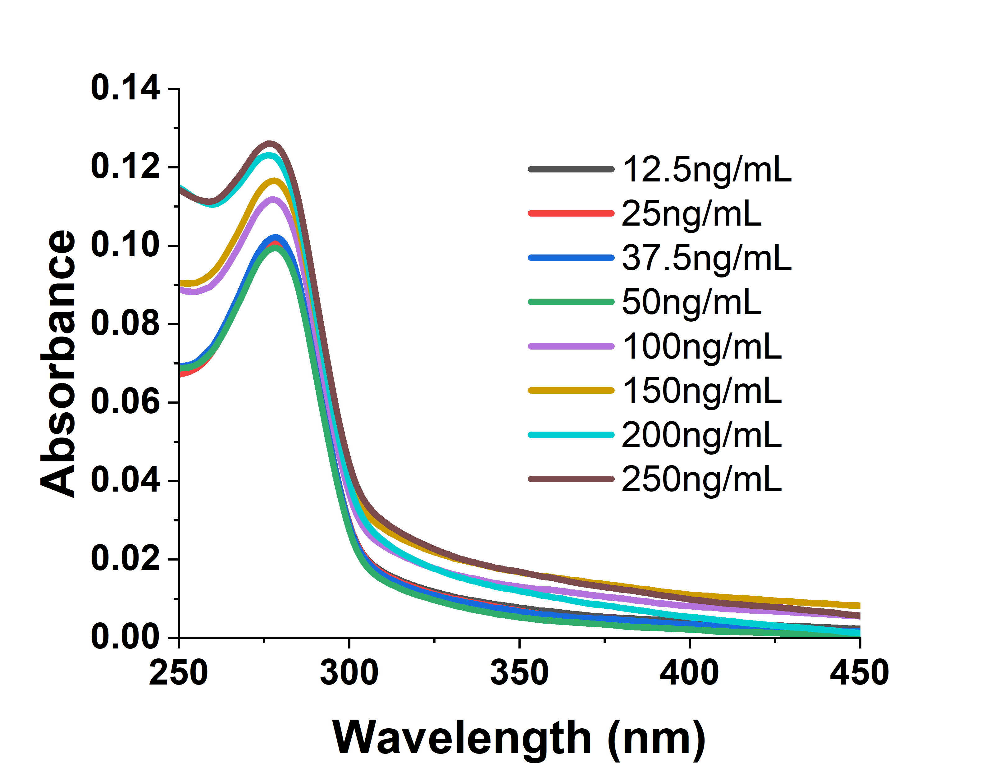 0.14
0.12
0.10
0.08
0.06
0.04
0.02
0.00
Absorbance
250
300
350
400
450
Wavelength (nm)
12.5ng/mL
25ng/mL
37.5ng/mL
50ng/mL
100ng/mL
150ng/mL
200ng/mL
250ng/mL